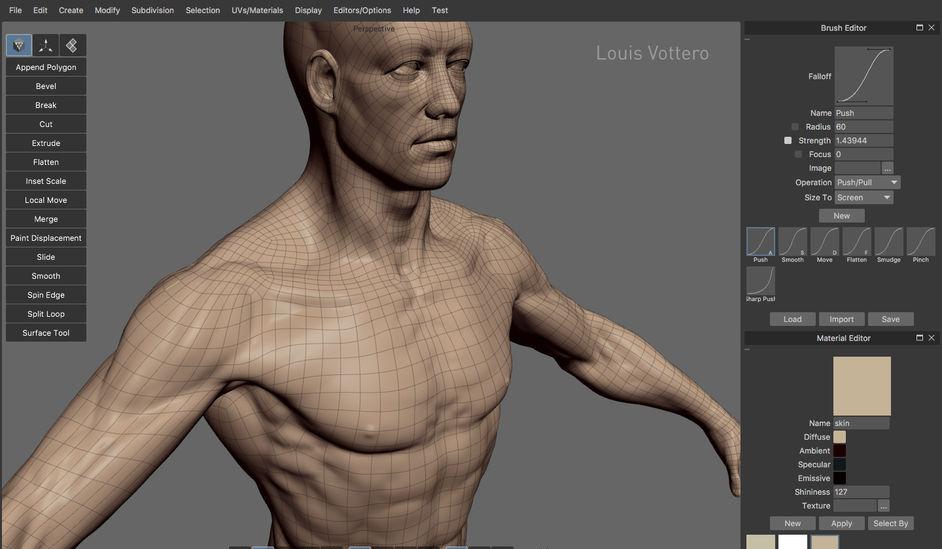 File Edit Create Modify Subdivision Selection UVs/Materials Display Editors/Options Help Test
Perspective
Louis Vottero
Append Polygon
Bevel
Break
Cut
Extrude
Flatten
Inset Scale
Local Move
Merge
Paint Displacement
Slide
Smooth
Spin Edge
Split Loop
Surface Tool
Brush Editor
Falloff
Name Push
Radius 60
Strength 1.43944
Focus 0
Image ...
Operation Push/Pull
Size To Screen
New
A S D F
Push Smooth Move Flatten Smudge Pinch
Sharp Push
Load Import Save
Material Editor
Name skin
Diffuse
Ambient
Specular
Emissive
Shininess 127
Texture ...
New Apply Select By